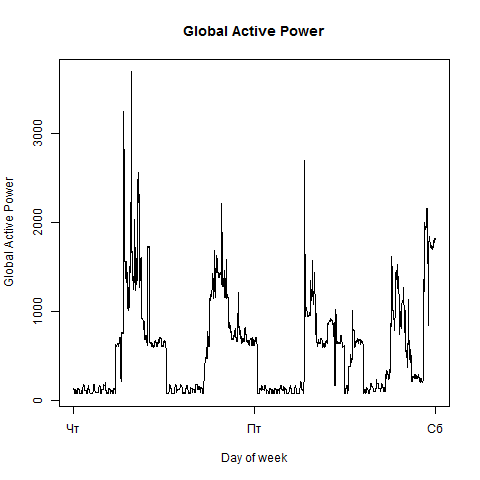 Global Active Power
Global Active Power
3000
2000
1000
0
Чт
Пт
Сб
Day of week